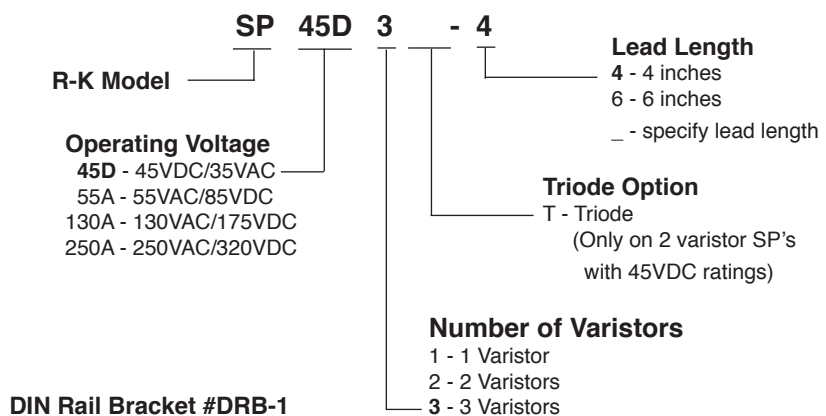 SP 45D 3 - 4
R-K Model
Lead Length
4 - 4 inches
6 - 6 inches
_ - specify lead length
Operating Voltage
45D - 45VDC/35VAC
55A - 55VAC/85VDC
130A - 130VAC/175VDC
250A - 250VAC/320VDC
Triode Option
T - Triode
(Only on 2 varistor SP's
with 45VDC ratings)
Number of Varistors
1 - 1 Varistor
2 - 2 Varistors
3 - 3 Varistors
DIN Rail Bracket #DRB-1